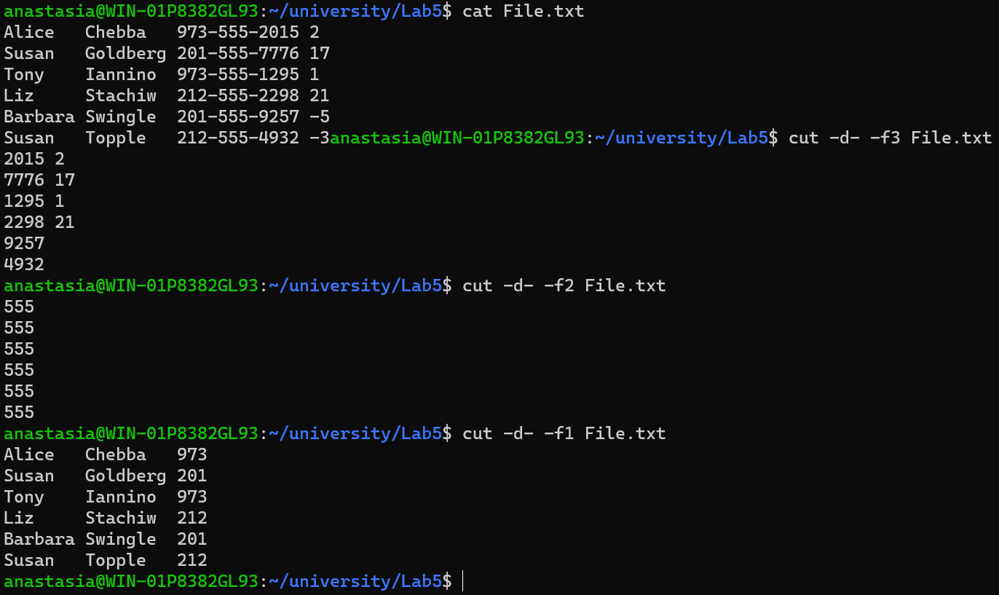 anastasia@WIN-01P8382GL93:~/university/Lab5$ cat File.txt
Alice   Chebba   973-555-2015 2
Susan   Goldberg 201-555-7776 17
Tony    Iannino  973-555-1295 1
Liz     Stachiw  212-555-2298 21
Barbara Swingle  201-555-9257 -5
Susan   Topple   212-555-4932 -3anastasia@WIN-01P8382GL93:~/university/Lab5$ cut -d- -f3 File.txt
2015 2
7776 17
1295 1
2298 21
9257
4932
anastasia@WIN-01P8382GL93:~/university/Lab5$ cut -d- -f2 File.txt
555
555
555
555
555
555
anastasia@WIN-01P8382GL93:~/university/Lab5$ cut -d- -f1 File.txt
Alice   Chebba   973
Susan   Goldberg 201
Tony    Iannino  973
Liz     Stachiw  212
Barbara Swingle  201
Susan   Topple   212
anastasia@WIN-01P8382GL93:~/university/Lab5$